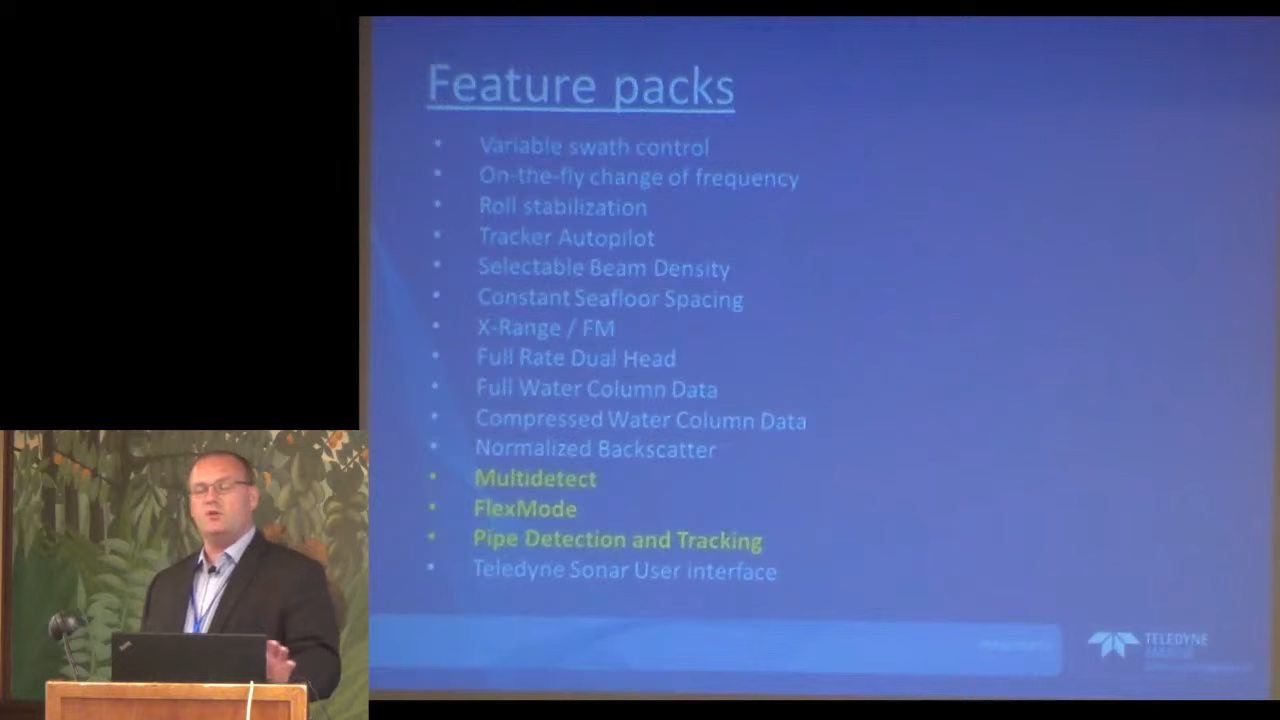 Feature packs
• Variable swath control
• On-the-fly change of frequency
• Roll stabilization
• Tracker Autopilot
• Selectable Beam Density
• Constant Seafloor Spacing
• X-Range / FM
• Full Rate Dual Head
• Full Water Column Data
• Compressed Water Column Data
• Normalized Backscatter
• Multidetect
• FlexMode
• Pipe Detection and Tracking
• Teledyne Sonar User interface
TELEDYNE
MARINE